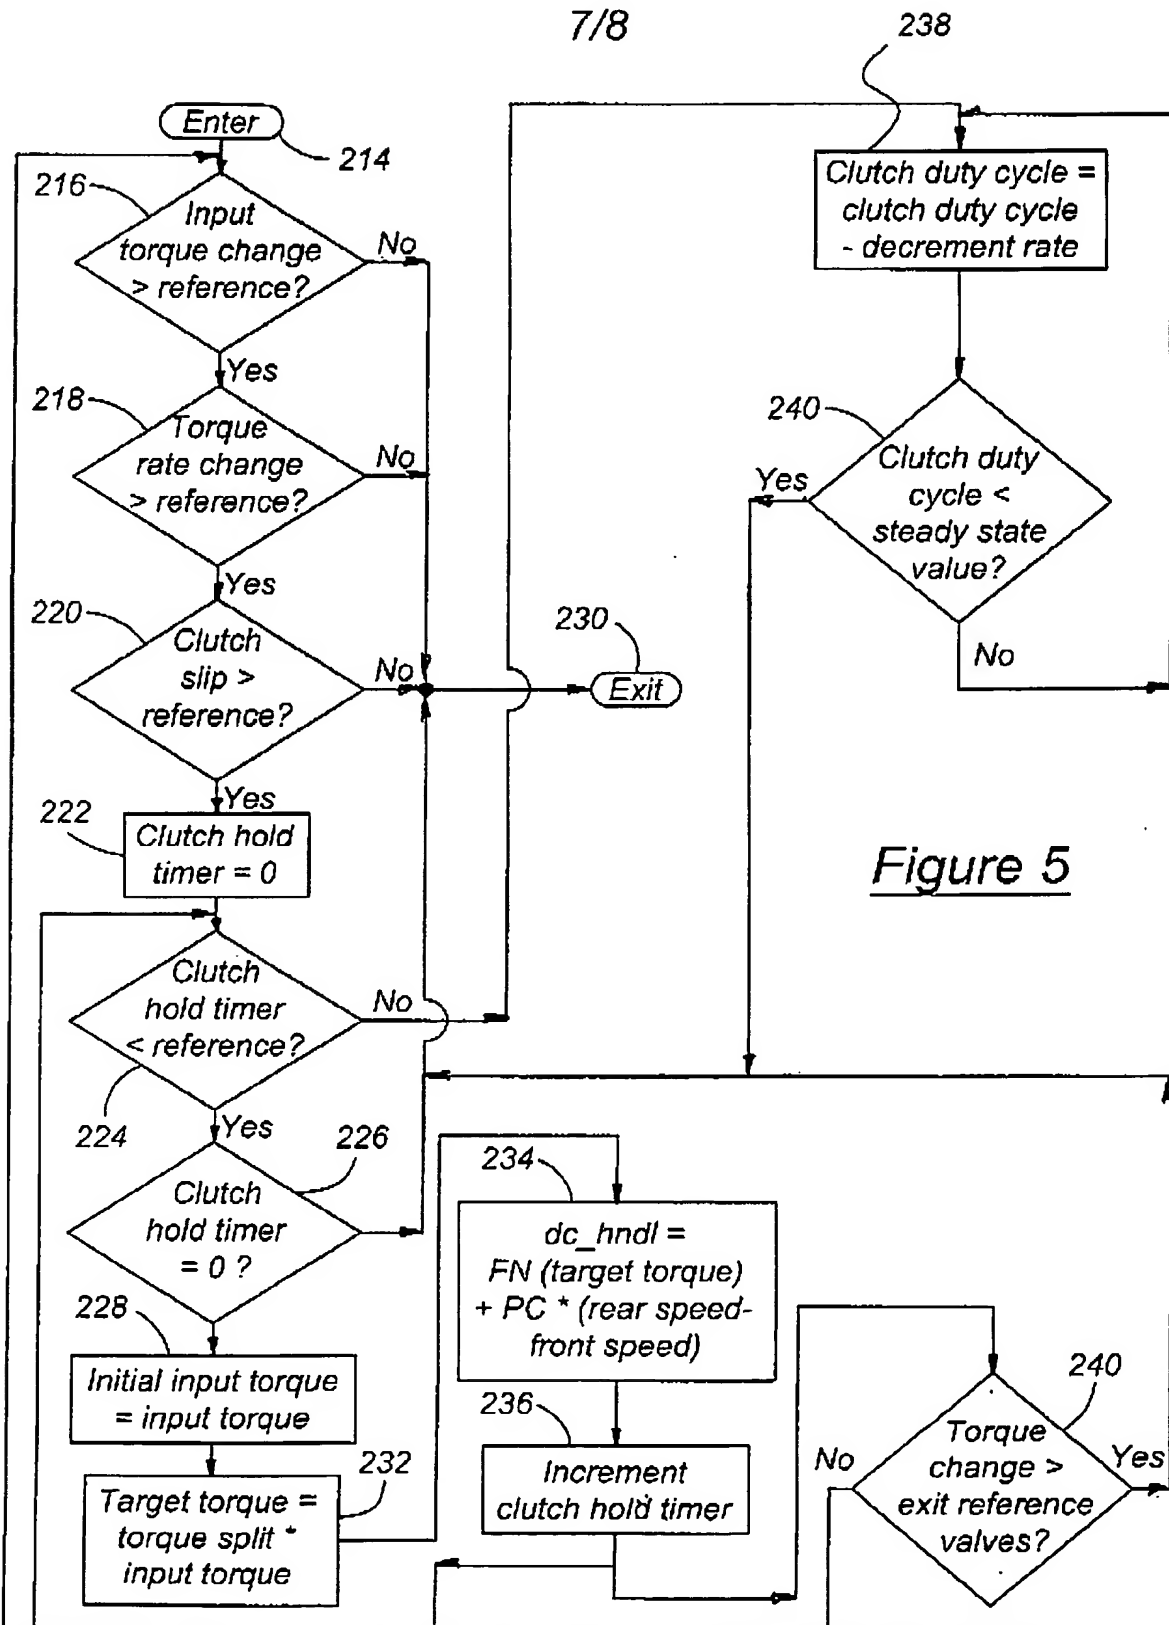 7/8
238
Enter
214
216
Input
torque change
> reference?
No
Yes
218
Torque
rate change
> reference?
No
Yes
220
Clutch
slip >
reference?
No
Yes
230
Exit
222
Clutch hold
timer = 0
Clutch
hold timer
< reference?
No
224
Yes
226
Clutch
hold timer
= 0 ?
228
Initial input torque
= input torque
232
Target torque =
torque split *
input torque
234
dc_hndl =
FN (target torque)
+ PC * (rear speed-
front speed)
236
Increment
clutch hold timer
Clutch duty cycle =
clutch duty cycle
- decrement rate
240
Clutch duty
cycle <
steady state
value?
Yes
No
Figure 5
240
Torque
change >
exit reference
valves?
No
Yes